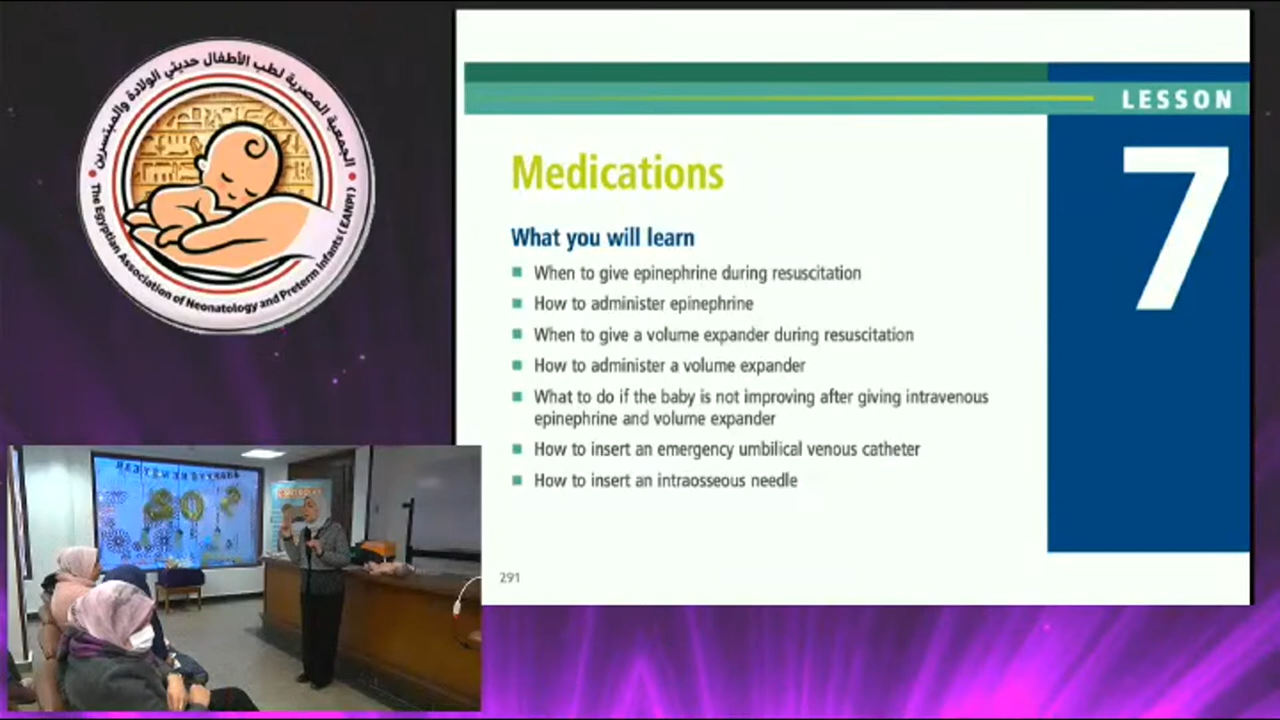 الجمعية المصرية لطب الأطفال حديثي الولادة والمبتسرين
The Egyptian Association of Neonatology and Preterm Infants ( EANPI )
LESSON
7
Medications
What you will learn
When to give epinephrine during resuscitation
How to administer epinephrine
When to give a volume expander during resuscitation
How to administer a volume expander
What to do if the baby is not improving after giving intravenous
epinephrine and volume expander
How to insert an emergency umbilical venous catheter
How to insert an intraosseous needle
291